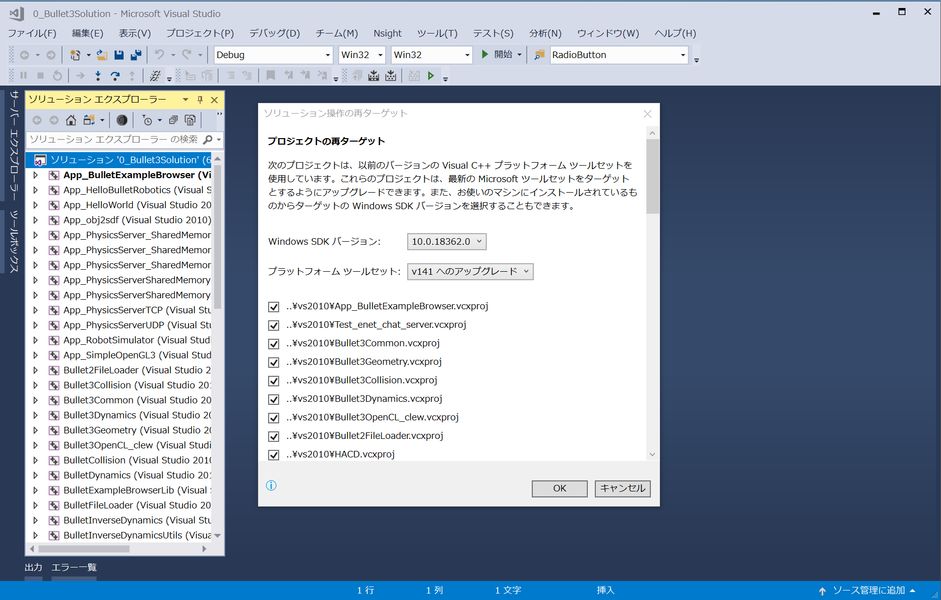 0_Bullet3Solution - Microsoft Visual Studio
ファイル(F) 編集(E) 表示(V) プロジェクト(P) デバッグ(D) チーム(M) Nsight ツール(T) テスト(S) 分析(N) ウィンドウ(W) ヘルプ(H)
Debug Win32 Win32 開始 RadioButton
サーバー エクスプローラー
ツールボックス
ソリューション エクスプローラー
ソリューション エクスプローラー の検索
ソリューション '0_Bullet3Solution' (6
App_BulletExampleBrowser (Vi
App_HelloBulletRobotics (Visual S
App_HelloWorld (Visual Studio 20
App_obj2sdf (Visual Studio 2010)
App_PhysicsServer_SharedMemor
App_PhysicsServer_SharedMemor
App_PhysicsServer_SharedMemor
App_PhysicsServerSharedMemory
App_PhysicsServerSharedMemory
App_PhysicsServerTCP (Visual Stu
App_PhysicsServerUDP (Visual Stu
App_RobotSimulator (Visual Studi
App_SimpleOpenGL3 (Visual Stud
Bullet2FileLoader (Visual Studio 2
Bullet3Collision (Visual Studio 201
Bullet3Common (Visual Studio 20
Bullet3Dynamics (Visual Studio 20
Bullet3Geometry (Visual Studio 20
Bullet3OpenCL_clew (Visual Studi
BulletCollision (Visual Studio 2010
BulletDynamics (Visual Studio 201
BulletExampleBrowserLib (Visual
BulletFileLoader (Visual Studio 20
BulletInverseDynamics (Visual Stu
BulletInverseDynamicsUtils (Visual
ソリューション操作の再ターゲット
プロジェクトの再ターゲット
次のプロジェクトは、以前のバージョンの Visual C++ プラットフォーム ツールセットを
使用しています。これらのプロジェクトは、最新の Microsoft ツールセットをターゲット
とするようにアップグレードできます。また、お使いのマシンにインストールされているも
のからターゲットの Windows SDK バージョンを選択することもできます。
Windows SDK バージョン: 10.0.18362.0
プラットフォーム ツールセット: v141 へのアップグレード
..¥vs2010¥App_BulletExampleBrowser.vcxproj
..¥vs2010¥Test_enet_chat_server.vcxproj
..¥vs2010¥Bullet3Common.vcxproj
..¥vs2010¥Bullet3Geometry.vcxproj
..¥vs2010¥Bullet3Collision.vcxproj
..¥vs2010¥Bullet3Dynamics.vcxproj
..¥vs2010¥Bullet3OpenCL_clew.vcxproj
..¥vs2010¥Bullet2FileLoader.vcxproj
..¥vs2010¥HACD.vcxproj
OK キャンセル
出力 エラー一覧
1 行 1 列 1 文字 挿入 ソース管理に追加